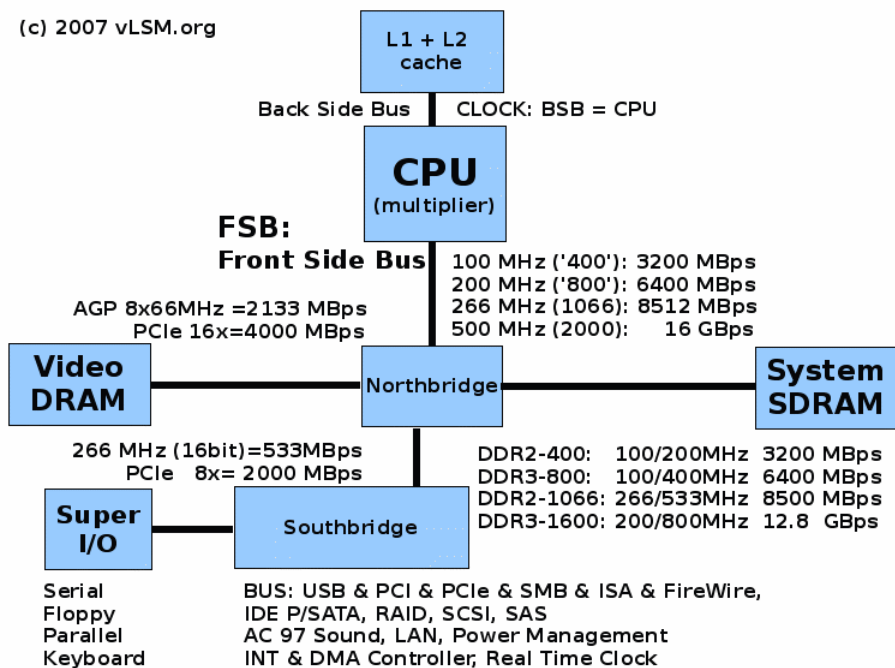 (c) 2007 vLSM.org
L1 + L2
cache
Back Side Bus
CLOCK: BSB = CPU
CPU
(multiplier)
FSB:
Front Side Bus
100 MHz ('400'): 3200 MBps
200 MHz ('800'): 6400 MBps
266 MHz (1066): 8512 MBps
500 MHz (2000): 16 GBps
AGP 8x66MHz =2133 MBps
PCIe 16x=4000 MBps
Video
DRAM
Northbridge
System
SDRAM
266 MHz (16bit)=533MBps
PCIe 8x= 2000 MBps
DDR2-400: 100/200MHz 3200 MBps
DDR3-800: 100/400MHz 6400 MBps
DDR2-1066: 266/533MHz 8500 MBps
DDR3-1600: 200/800MHz 12.8 GBps
Super
I/O
Southbridge
Serial
Floppy
Parallel
Keyboard
BUS: USB & PCI & PCIe & SMB & ISA & FireWire,
IDE P/SATA, RAID, SCSI, SAS
AC 97 Sound, LAN, Power Management
INT & DMA Controller, Real Time Clock